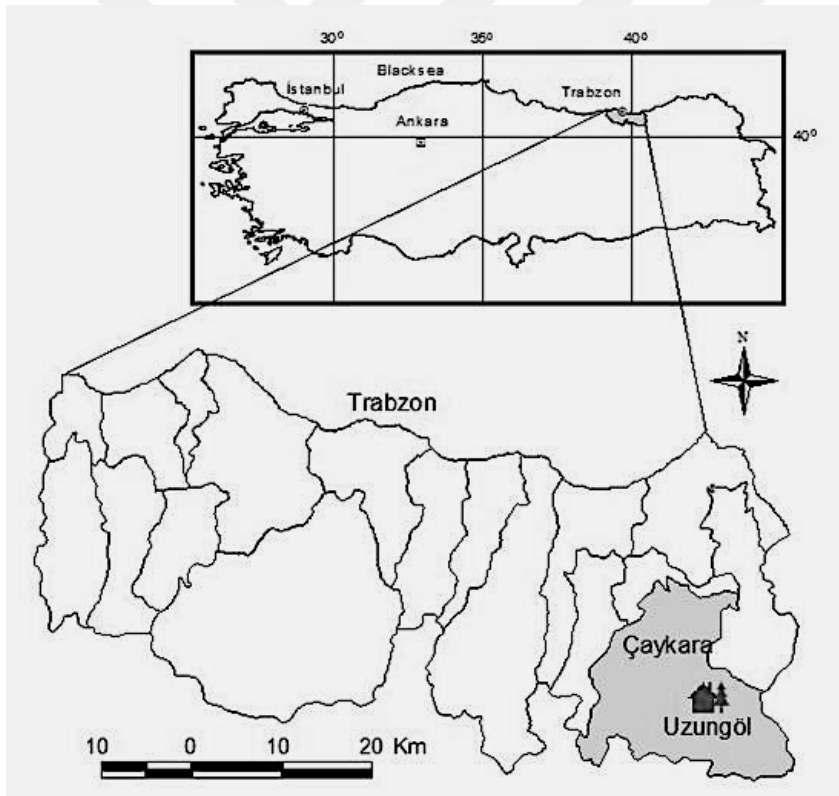 30° 35° 40°
Blacksea
İstanbul Trabzon
Ankara
40°
N
Trabzon
Çaykara
Uzungöl
10 0 10 20 Km